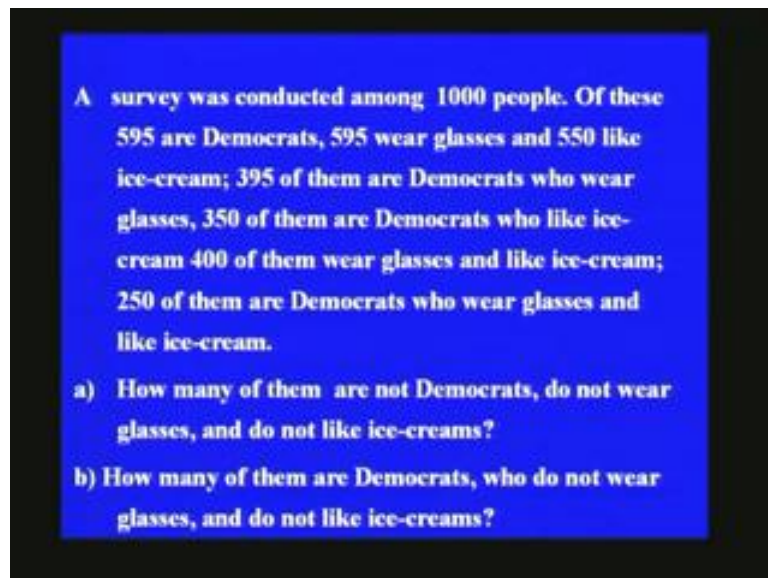 A survey was conducted among 1000 people. Of these
595 are Democrats, 595 wear glasses and 550 like
ice-cream; 395 of them are Democrats who wear
glasses, 350 of them are Democrats who like ice-
cream 400 of them wear glasses and like ice-cream;
250 of them are Democrats who wear glasses and
like ice-cream.
a) How many of them are not Democrats, do not wear
glasses, and do not like ice-creams?
b) How many of them are Democrats, who do not wear
glasses, and do not like ice-creams?